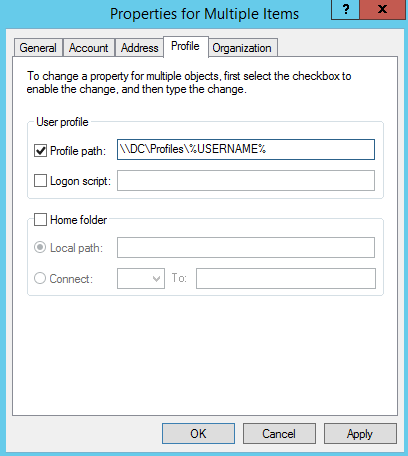 Properties for Multiple Items
? x
General Account Address Profile Organization
To change a property for multiple objects, first select the checkbox to
enable the change, and then type the change.
User profile
Profile path: \\DC\Profiles\%USERNAME%
Logon script:
Home folder
Local path:
Connect: To:
OK Cancel Apply